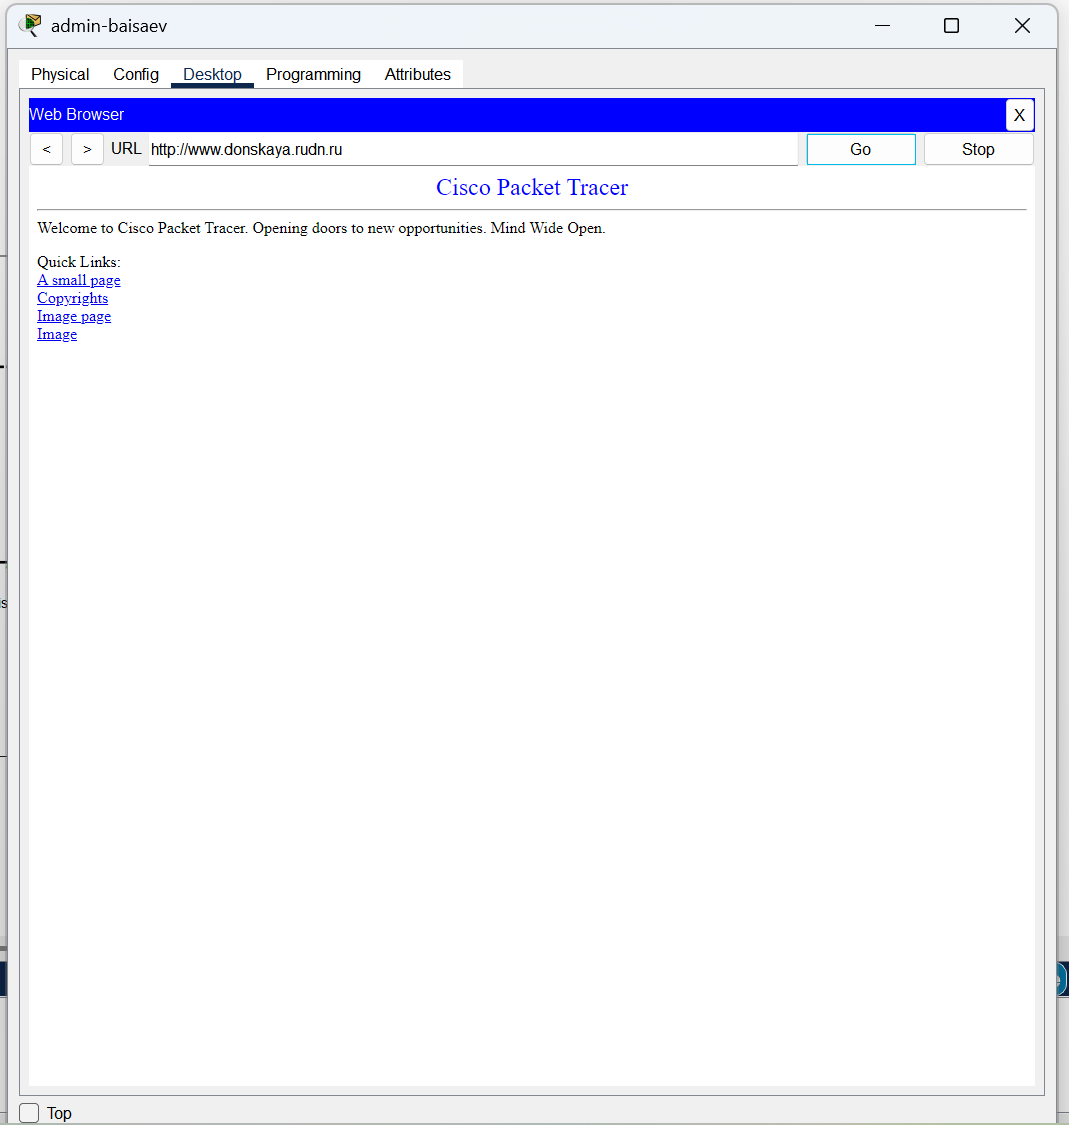 admin-baisaev
Physical Config Desktop Programming Attributes
Web Browser X
< > URL http://www.donskaya.rudn.ru Go Stop
Cisco Packet Tracer
Welcome to Cisco Packet Tracer. Opening doors to new opportunities. Mind Wide Open.
Quick Links:
A small page
Copyrights
Image page
Image
Top